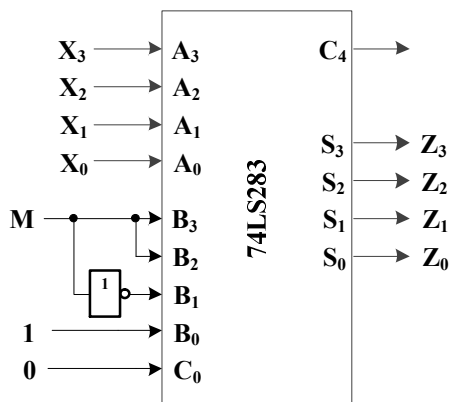 X₃ A₃ C₄
X₂ A₂
X₁ A₁
X₀ A₀
S₃ Z₃
S₂ Z₂
M B₃ S₁ Z₁
B₂ S₀ Z₀
1 B₁
1 B₀
0 C₀
74LS283